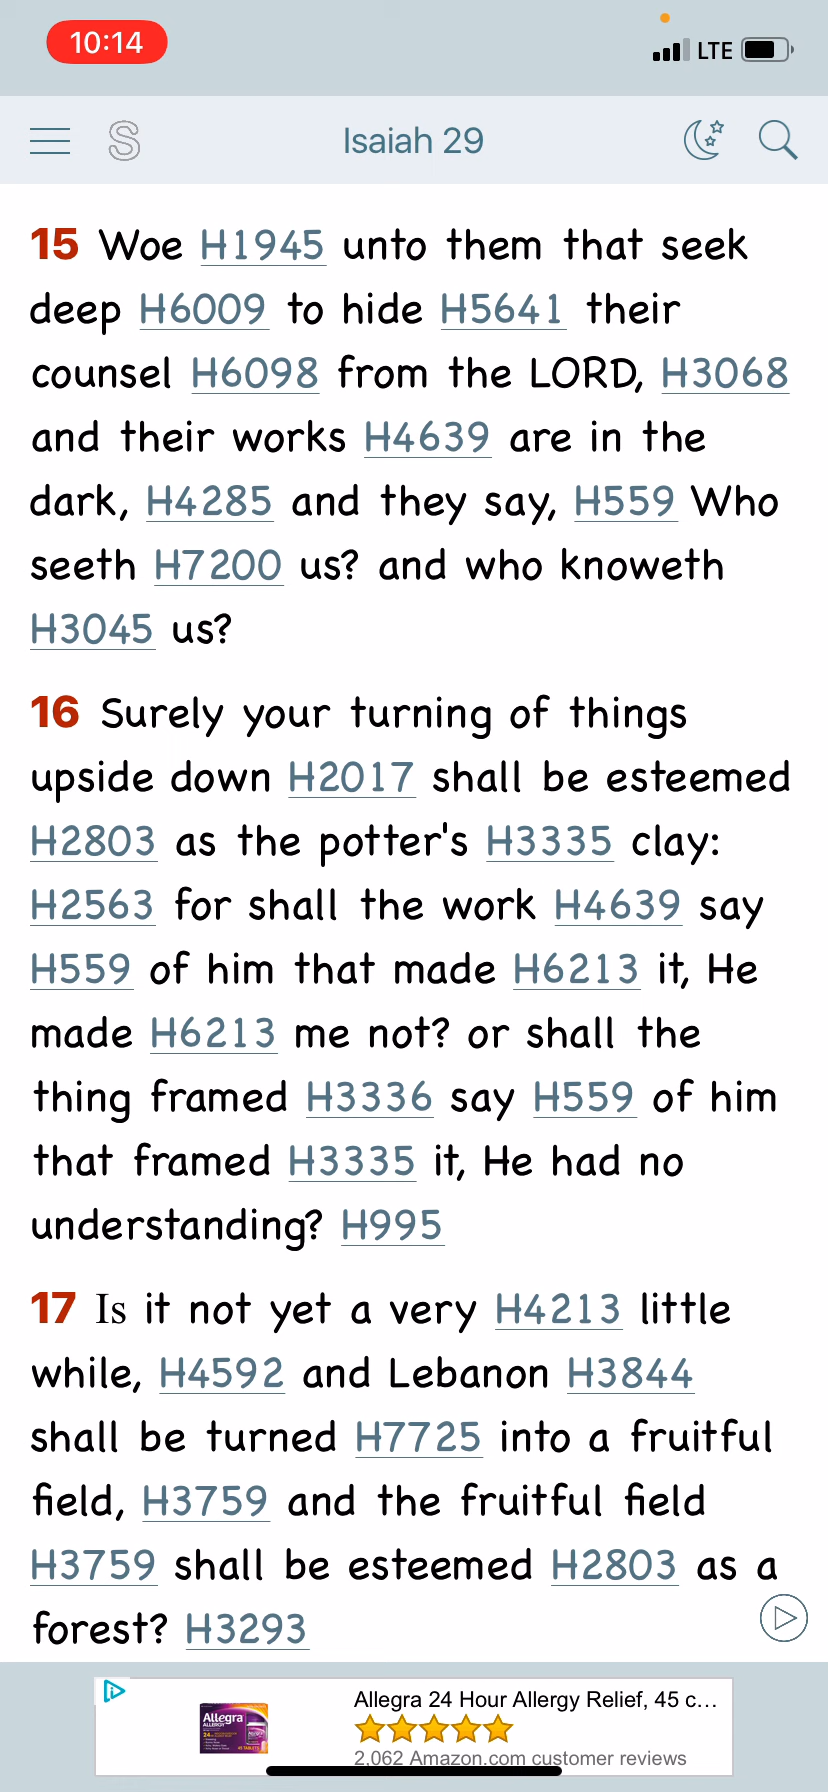 10:14
LTE
S
Isaiah 29
15 Woe H1945 unto them that seek
deep H6009 to hide H5641 their
counsel H6098 from the LORD, H3068
and their works H4639 are in the
dark, H4285 and they say, H559 Who
seeth H7200 us? and who knoweth
H3045 us?
16 Surely your turning of things
upside down H2017 shall be esteemed
H2803 as the potter's H3335 clay:
H2563 for shall the work H4639 say
H559 of him that made H6213 it, He
made H6213 me not? or shall the
thing framed H3336 say H559 of him
that framed H3335 it, He had no
understanding? H995
17 Is it not yet a very H4213 little
while, H4592 and Lebanon H3844
shall be turned H7725 into a fruitful
field, H3759 and the fruitful field
H3759 shall be esteemed H2803 as a
forest? H3293
Allegra
ALLERGY
Allegra 24 Hour Allergy Relief, 45 c...
2,062 Amazon.com customer reviews